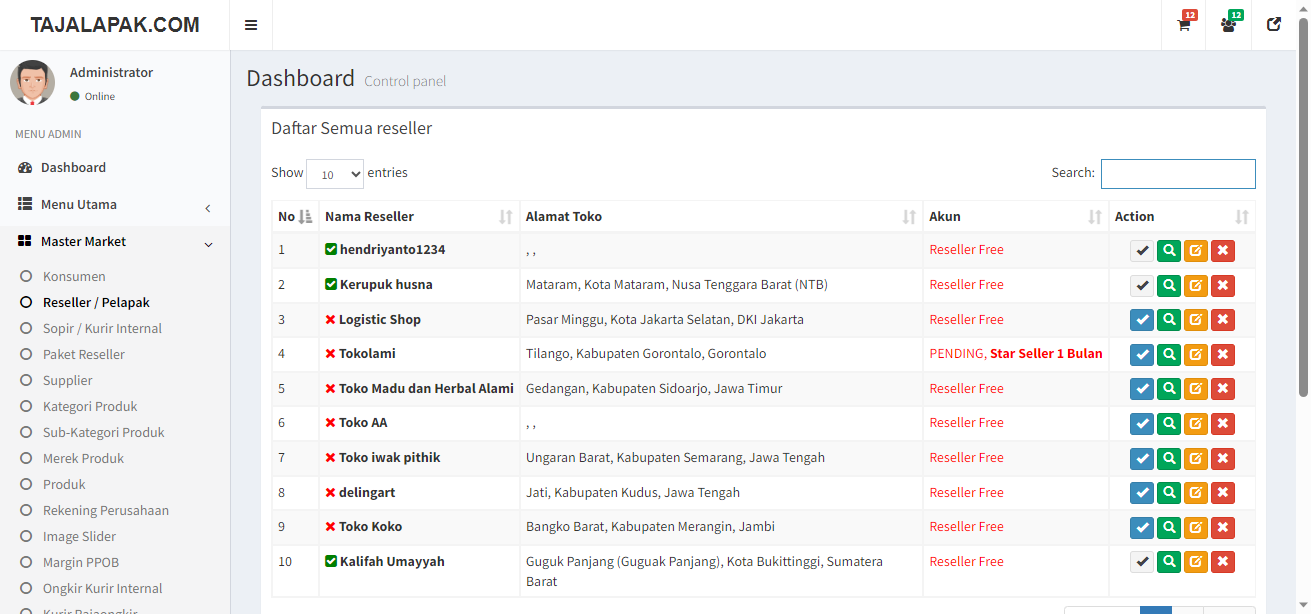 TAJALAPAK.COM
12
12
Administrator
Online
MENU ADMIN
Dashboard
Menu Utama
Master Market
Konsumen
Reseller / Pelapak
Sopir / Kurir Internal
Paket Reseller
Supplier
Kategori Produk
Sub-Kategori Produk
Merek Produk
Produk
Rekening Perusahaan
Image Slider
Margin PPOB
Ongkir Kurir Internal
Kurir Rajaongkir
Dashboard Control panel
Daftar Semua reseller
Show 10 entries Search:
No Nama Reseller Alamat Toko Akun Action
1 hendriyanto1234 , , Reseller Free
2 Kerupuk husna Mataram, Kota Mataram, Nusa Tenggara Barat (NTB) Reseller Free
3 Logistic Shop Pasar Minggu, Kota Jakarta Selatan, DKI Jakarta Reseller Free
4 Tokolami Tilango, Kabupaten Gorontalo, Gorontalo PENDING, Star Seller 1 Bulan
5 Toko Madu dan Herbal Alami Gedangan, Kabupaten Sidoarjo, Jawa Timur Reseller Free
6 Toko AA , , Reseller Free
7 Toko iwak pithik Ungaran Barat, Kabupaten Semarang, Jawa Tengah Reseller Free
8 delingart Jati, Kabupaten Kudus, Jawa Tengah Reseller Free
9 Toko Koko Bangko Barat, Kabupaten Merangin, Jambi Reseller Free
10 Kalifah Umayyah Guguk Panjang (Guguak Panjang), Kota Bukittinggi, Sumatera Reseller Free
Barat